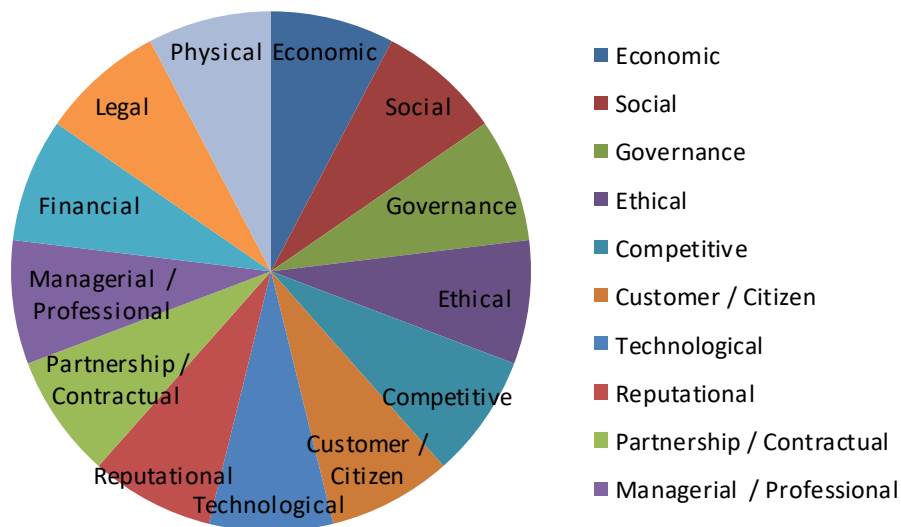 Physical
Economic
Legal
Social
Financial
Governance
Managerial /
Professional
Ethical
Partnership /
Contractual
Competitive
Reputational
Customer /
Citizen
Technological
Economic
Social
Governance
Ethical
Competitive
Customer / Citizen
Technological
Reputational
Partnership / Contractual
Managerial / Professional